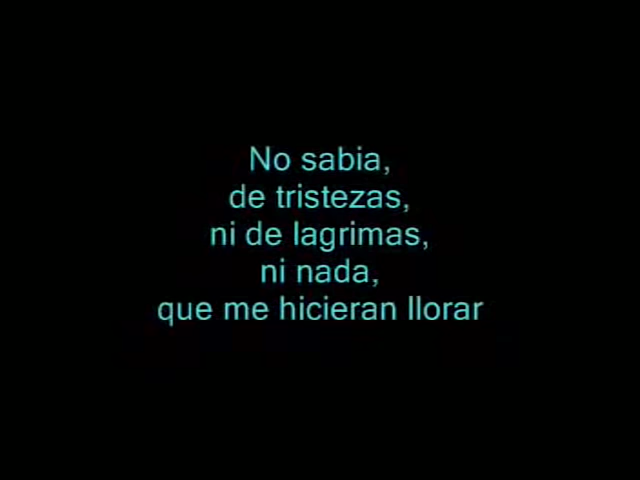 No sabia,
de tristezas,
ni de lagrimas,
ni nada,
que me hicieran llorar